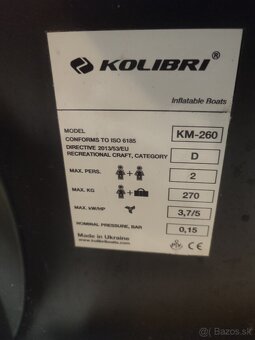 KOLIBRI®
Inflatable Boats
MODEL KM-260
CONFORMS TO ISO 6185
DIRECTIVE 2013/53/EU
RECREATIONAL CRAFT, CATEGORY D
MAX. PERS. + 2
MAX. KG + 270
MAX. kW/HP 3,7/5
NOMINAL PRESSURE, BAR 0,15
Made in Ukraine
www.kolibriboats.com
CE
bazos.sk